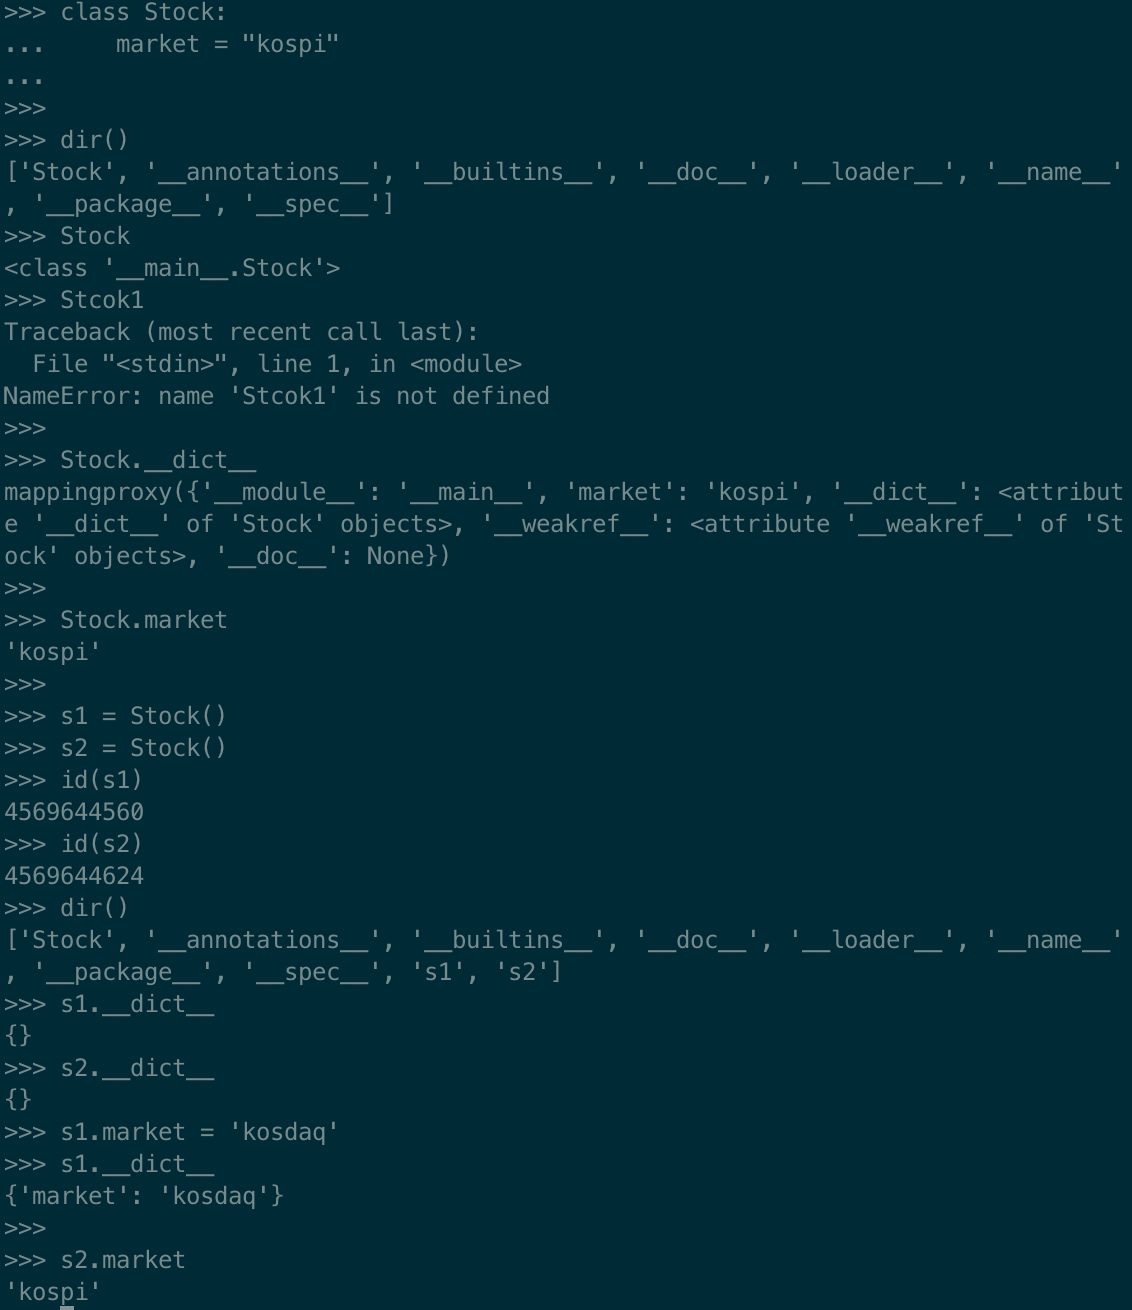 >>> class Stock:
...     market = "kospi"
...
>>>
>>> dir()
['Stock', '__annotations__', '__builtins__', '__doc__', '__loader__', '__name__'
, '__package__', '__spec__']
>>> Stock
<class '__main__.Stock'>
>>> Stcok1
Traceback (most recent call last):
  File "<stdin>", line 1, in <module>
NameError: name 'Stcok1' is not defined
>>>
>>> Stock.__dict__
mappingproxy({'__module__': '__main__', 'market': 'kospi', '__dict__': <attribut
e '__dict__' of 'Stock' objects>, '__weakref__': <attribute '__weakref__' of 'St
ock' objects>, '__doc__': None})
>>>
>>> Stock.market
'kospi'
>>>
>>> s1 = Stock()
>>> s2 = Stock()
>>> id(s1)
4569644560
>>> id(s2)
4569644624
>>> dir()
['Stock', '__annotations__', '__builtins__', '__doc__', '__loader__', '__name__'
, '__package__', '__spec__', 's1', 's2']
>>> s1.__dict__
{}
>>> s2.__dict__
{}
>>> s1.market = 'kosdaq'
>>> s1.__dict__
{'market': 'kosdaq'}
>>>
>>> s2.market
'kospi'